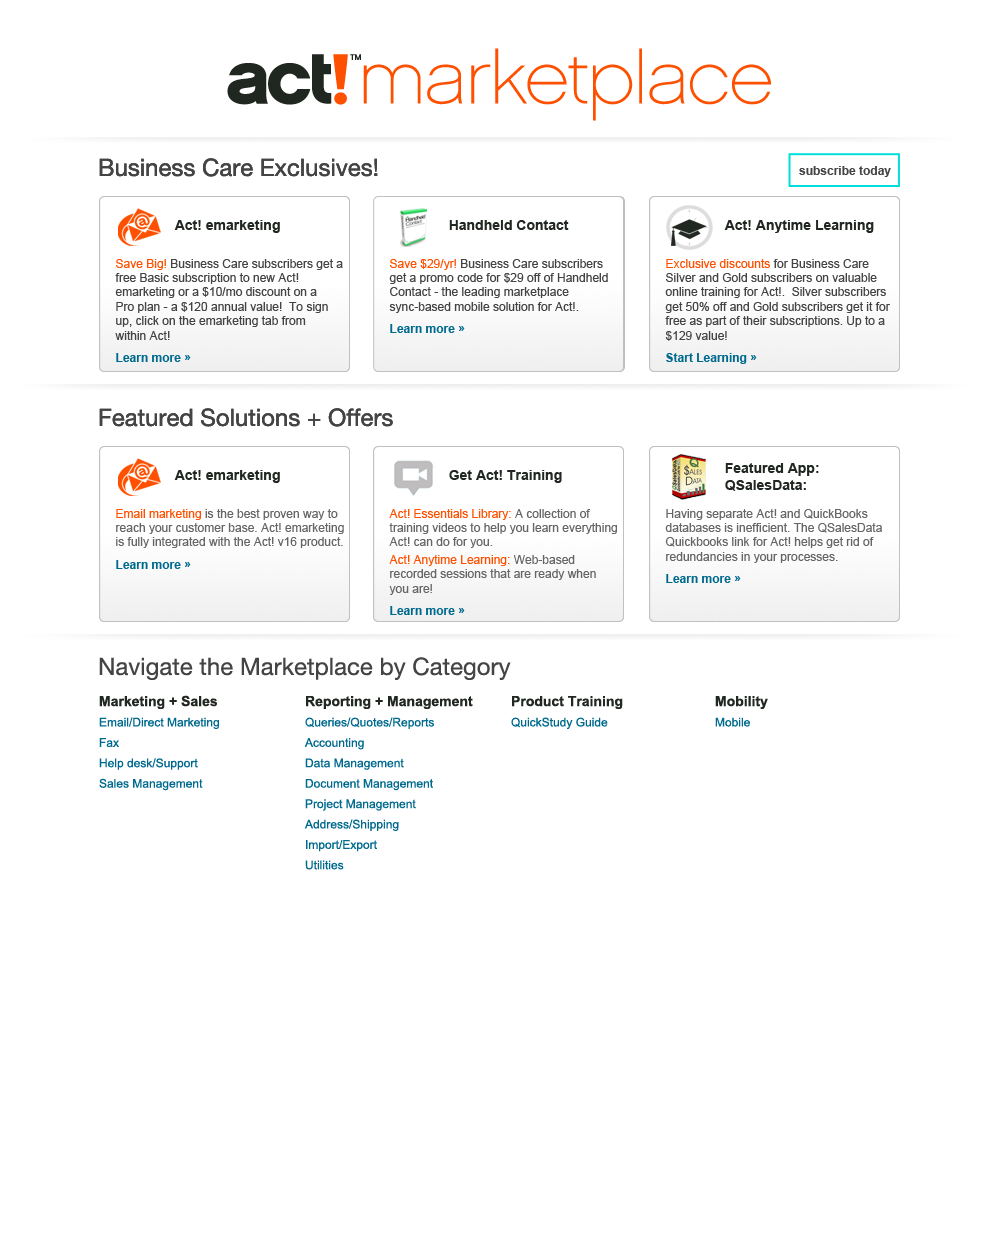 act!™marketplace
Business Care Exclusives!
subscribe today
Act! emarketing
Save Big! Business Care subscribers get a
free Basic subscription to new Act!
emarketing or a $10/mo discount on a
Pro plan - a $120 annual value!  To sign
up, click on the emarketing tab from
within Act!
Learn more »
Handheld
Contact
Handheld Contact
Save $29/yr! Business Care subscribers
get a promo code for $29 off of Handheld
Contact - the leading marketplace
sync-based mobile solution for Act!.
Learn more »
Act! Anytime Learning
Exclusive discounts for Business Care
Silver and Gold subscribers on valuable
online training for Act!.  Silver subscribers
get 50% off and Gold subscribers get it for
free as part of their subscriptions. Up to a
$129 value!
Start Learning »
Featured Solutions + Offers
Act! emarketing
Email marketing is the best proven way to
reach your customer base. Act! emarketing
is fully integrated with the Act! v16 product.
Learn more »
Get Act! Training
Act! Essentials Library: A collection of
training videos to help you learn everything
Act! can do for you.
Act! Anytime Learning: Web-based
recorded sessions that are ready when
you are!
Learn more »
Q
$ALES
DATA
Featured App:
QSalesData:
Having separate Act! and QuickBooks
databases is inefficient. The QSalesData
Quickbooks link for Act! helps get rid of
redundancies in your processes.
Learn more »
Navigate the Marketplace by Category
Marketing + Sales
Email/Direct Marketing
Fax
Help desk/Support
Sales Management
Reporting + Management
Queries/Quotes/Reports
Accounting
Data Management
Document Management
Project Management
Address/Shipping
Import/Export
Utilities
Product Training
QuickStudy Guide
Mobility
Mobile